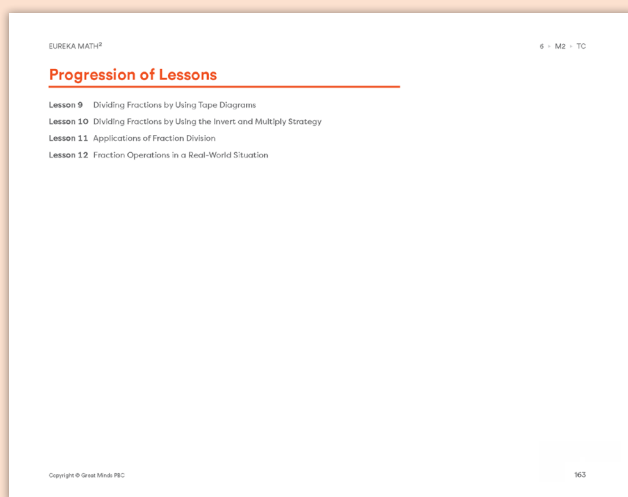 EUREKA MATH²
6 ▸ M2 ▸ TC
Progression of Lessons
Lesson 9 Dividing Fractions by Using Tape Diagrams
Lesson 10 Dividing Fractions by Using the Invert and Multiply Strategy
Lesson 11 Applications of Fraction Division
Lesson 12 Fraction Operations in a Real-World Situation
Copyright © Great Minds PBC
163